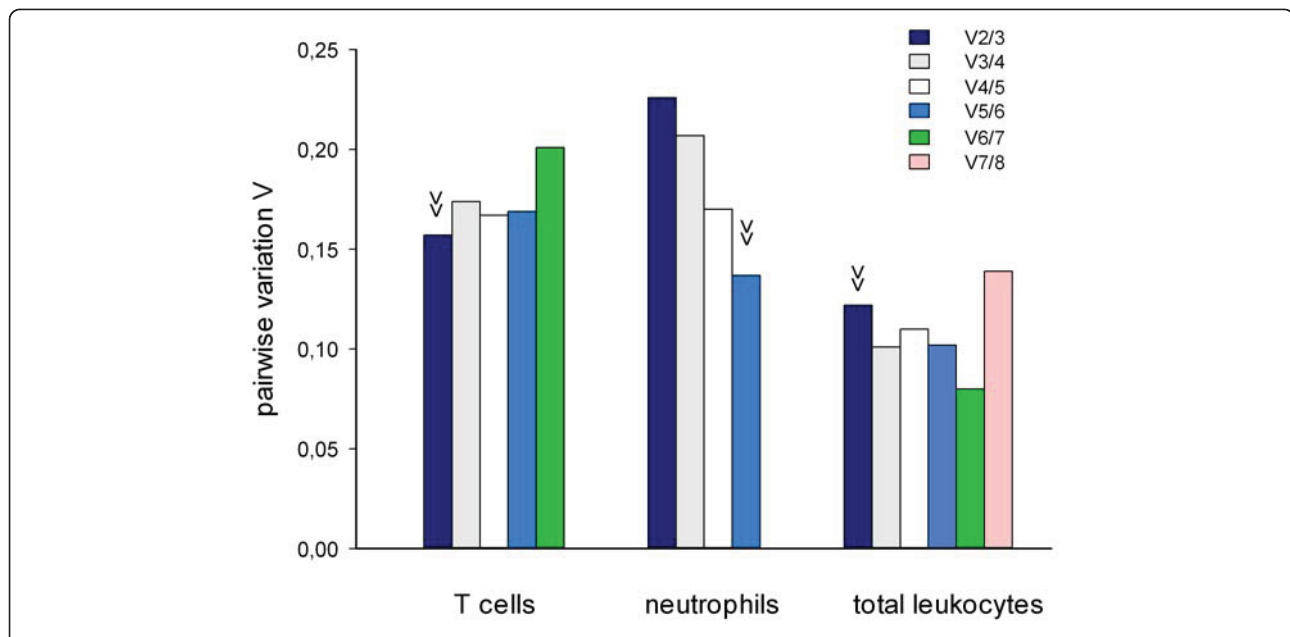 V2/3
V3/4
V4/5
V5/6
V6/7
V7/8
pairwise variation V
0,25
0,20
0,15
0,10
0,05
0,00
T cells
neutrophils
total leukocytes